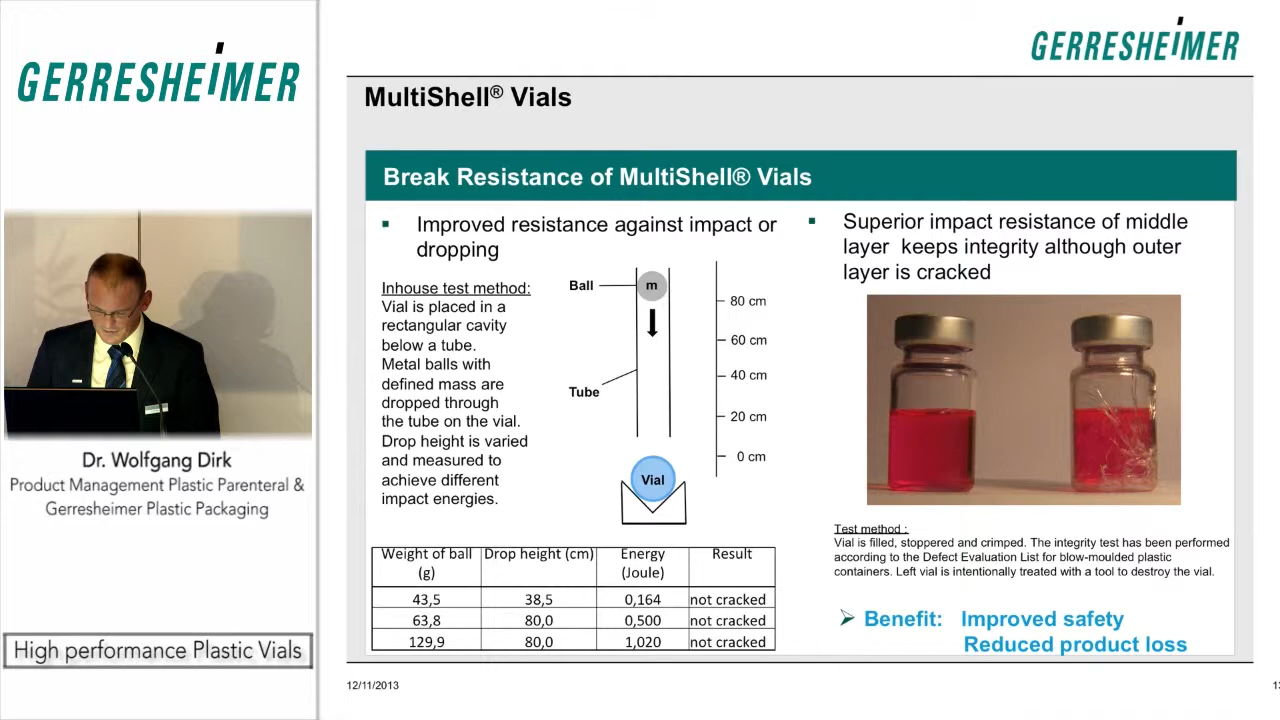 GERRESHEIMER
Dr. Wolfgang Dirk
Product Management Plastic Parenteral &
Gerresheimer Plastic Packaging
High performance Plastic Vials
GERRESHEIMER
MultiShell® Vials
Break Resistance of MultiShell® Vials
▪ Improved resistance against impact or
dropping
Inhouse test method:
Vial is placed in a
rectangular cavity
below a tube.
Metal balls with
defined mass are
dropped through
the tube on the vial.
Drop height is varied
and measured to
achieve different
impact energies.
Ball
m
Tube
Vial
80 cm
60 cm
40 cm
20 cm
0 cm
Weight of ball (g) Drop height (cm) Energy (Joule) Result
43,5 38,5 0,164 not cracked
63,8 80,0 0,500 not cracked
129,9 80,0 1,020 not cracked
▪ Superior impact resistance of middle
layer keeps integrity although outer
layer is cracked
Test method :
Vial is filled, stoppered and crimped. The integrity test has been performed
according to the Defect Evaluation List for blow-moulded plastic
containers. Left vial is intentionally treated with a tool to destroy the vial.
➢ Benefit: Improved safety
Reduced product loss
12/11/2013